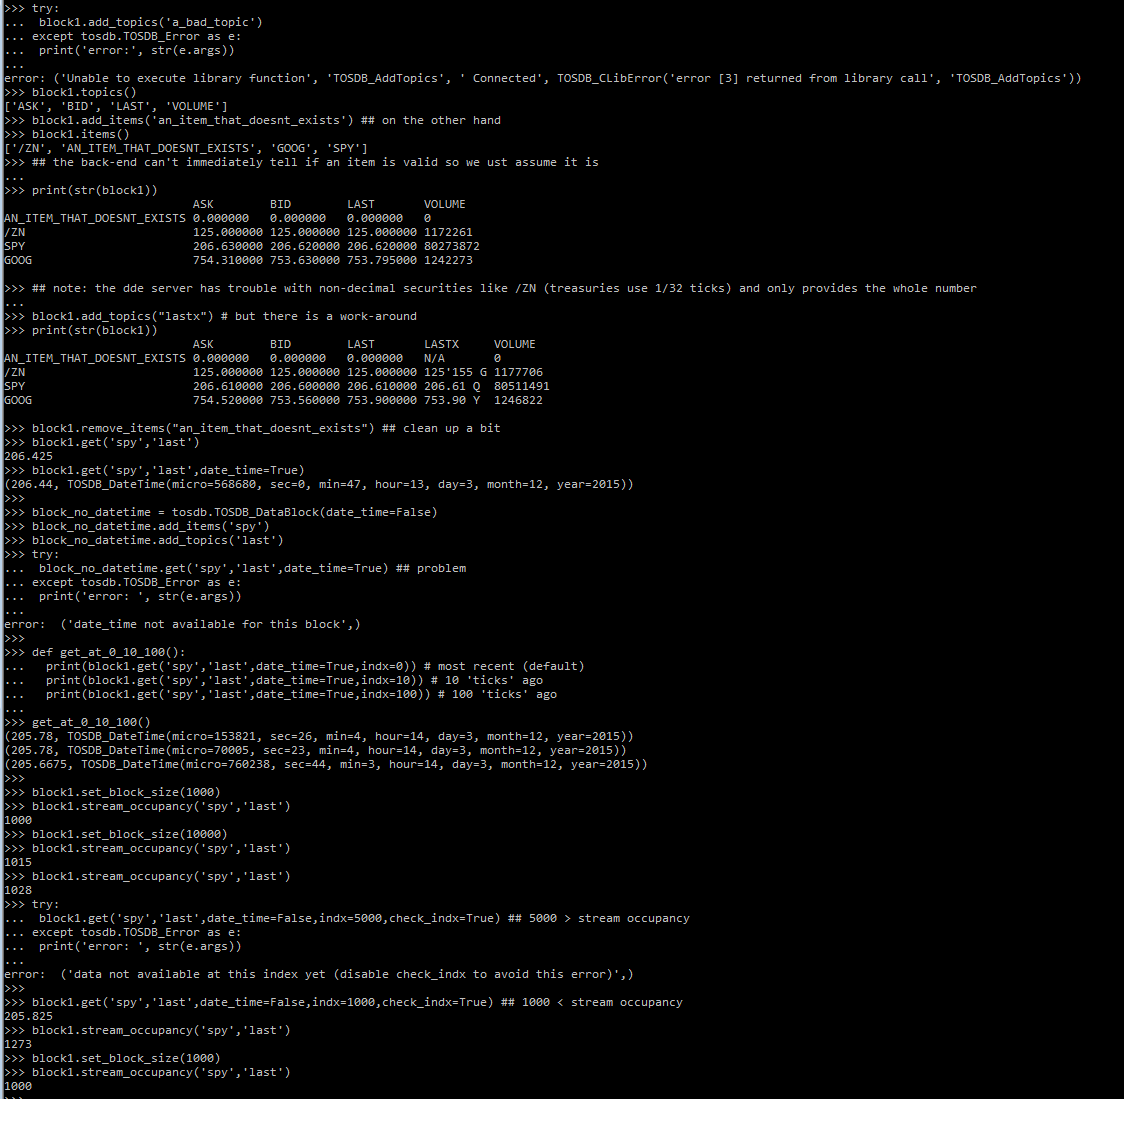 >>> try:
...  block1.add_topics('a_bad_topic')
... except tosdb.TOSDB_Error as e:
...  print('error:', str(e.args))
...
error: ('Unable to execute library function', 'TOSDB_AddTopics', ' Connected', TOSDB_CLibError('error [3] returned from library call', 'TOSDB_AddTopics'))
>>> block1.topics()
['ASK', 'BID', 'LAST', 'VOLUME']
>>> block1.add_items('an_item_that_doesnt_exists') ## on the other hand
>>> block1.items()
['/ZN', 'AN_ITEM_THAT_DOESNT_EXISTS', 'GOOG', 'SPY']
>>> ## the back-end can't immediately tell if an item is valid so we ust assume it is
...
>>> print(str(block1))
                           ASK        BID        LAST       VOLUME
AN_ITEM_THAT_DOESNT_EXISTS 0.000000   0.000000   0.000000   0
/ZN                        125.000000 125.000000 125.000000 1172261
SPY                        206.630000 206.620000 206.620000 80273872
GOOG                       754.310000 753.630000 753.795000 1242273
>>> ## note: the dde server has trouble with non-decimal securities like /ZN (treasuries use 1/32 ticks) and only provides the whole number
...
>>> block1.add_topics("lastx") # but there is a work-around
>>> print(str(block1))
                           ASK        BID        LAST       LASTX     VOLUME
AN_ITEM_THAT_DOESNT_EXISTS 0.000000   0.000000   0.000000   N/A       0
/ZN                        125.000000 125.000000 125.000000 125'155 G 1177706
SPY                        206.610000 206.600000 206.610000 206.61 Q  80511491
GOOG                       754.520000 753.560000 753.900000 753.90 Y  1246822
>>> block1.remove_items("an_item_that_doesnt_exists") ## clean up a bit
>>> block1.get('spy','last')
206.425
>>> block1.get('spy','last',date_time=True)
(206.44, TOSDB_DateTime(micro=568680, sec=0, min=47, hour=13, day=3, month=12, year=2015))
>>>
>>> block_no_datetime = tosdb.TOSDB_DataBlock(date_time=False)
>>> block_no_datetime.add_items('spy')
>>> block_no_datetime.add_topics('last')
>>> try:
...  block_no_datetime.get('spy','last',date_time=True) ## problem
... except tosdb.TOSDB_Error as e:
...  print('error: ', str(e.args))
...
error:  ('date_time not available for this block',)
>>>
>>> def get_at_0_10_100():
...   print(block1.get('spy','last',date_time=True,indx=0)) # most recent (default)
...   print(block1.get('spy','last',date_time=True,indx=10)) # 10 'ticks' ago
...   print(block1.get('spy','last',date_time=True,indx=100)) # 100 'ticks' ago
...
>>> get_at_0_10_100()
(205.78, TOSDB_DateTime(micro=153821, sec=26, min=4, hour=14, day=3, month=12, year=2015))
(205.78, TOSDB_DateTime(micro=70005, sec=23, min=4, hour=14, day=3, month=12, year=2015))
(205.6675, TOSDB_DateTime(micro=760238, sec=44, min=3, hour=14, day=3, month=12, year=2015))
>>>
>>> block1.set_block_size(1000)
>>> block1.stream_occupancy('spy','last')
1000
>>> block1.set_block_size(10000)
>>> block1.stream_occupancy('spy','last')
1015
>>> block1.stream_occupancy('spy','last')
1028
>>> try:
...  block1.get('spy','last',date_time=False,indx=5000,check_indx=True) ## 5000 > stream occupancy
... except tosdb.TOSDB_Error as e:
...  print('error: ', str(e.args))
...
error:  ('data not available at this index yet (disable check_indx to avoid this error)',)
>>>
>>> block1.get('spy','last',date_time=False,indx=1000,check_indx=True) ## 1000 < stream occupancy
205.825
>>> block1.stream_occupancy('spy','last')
1273
>>> block1.set_block_size(1000)
>>> block1.stream_occupancy('spy','last')
1000
>>>